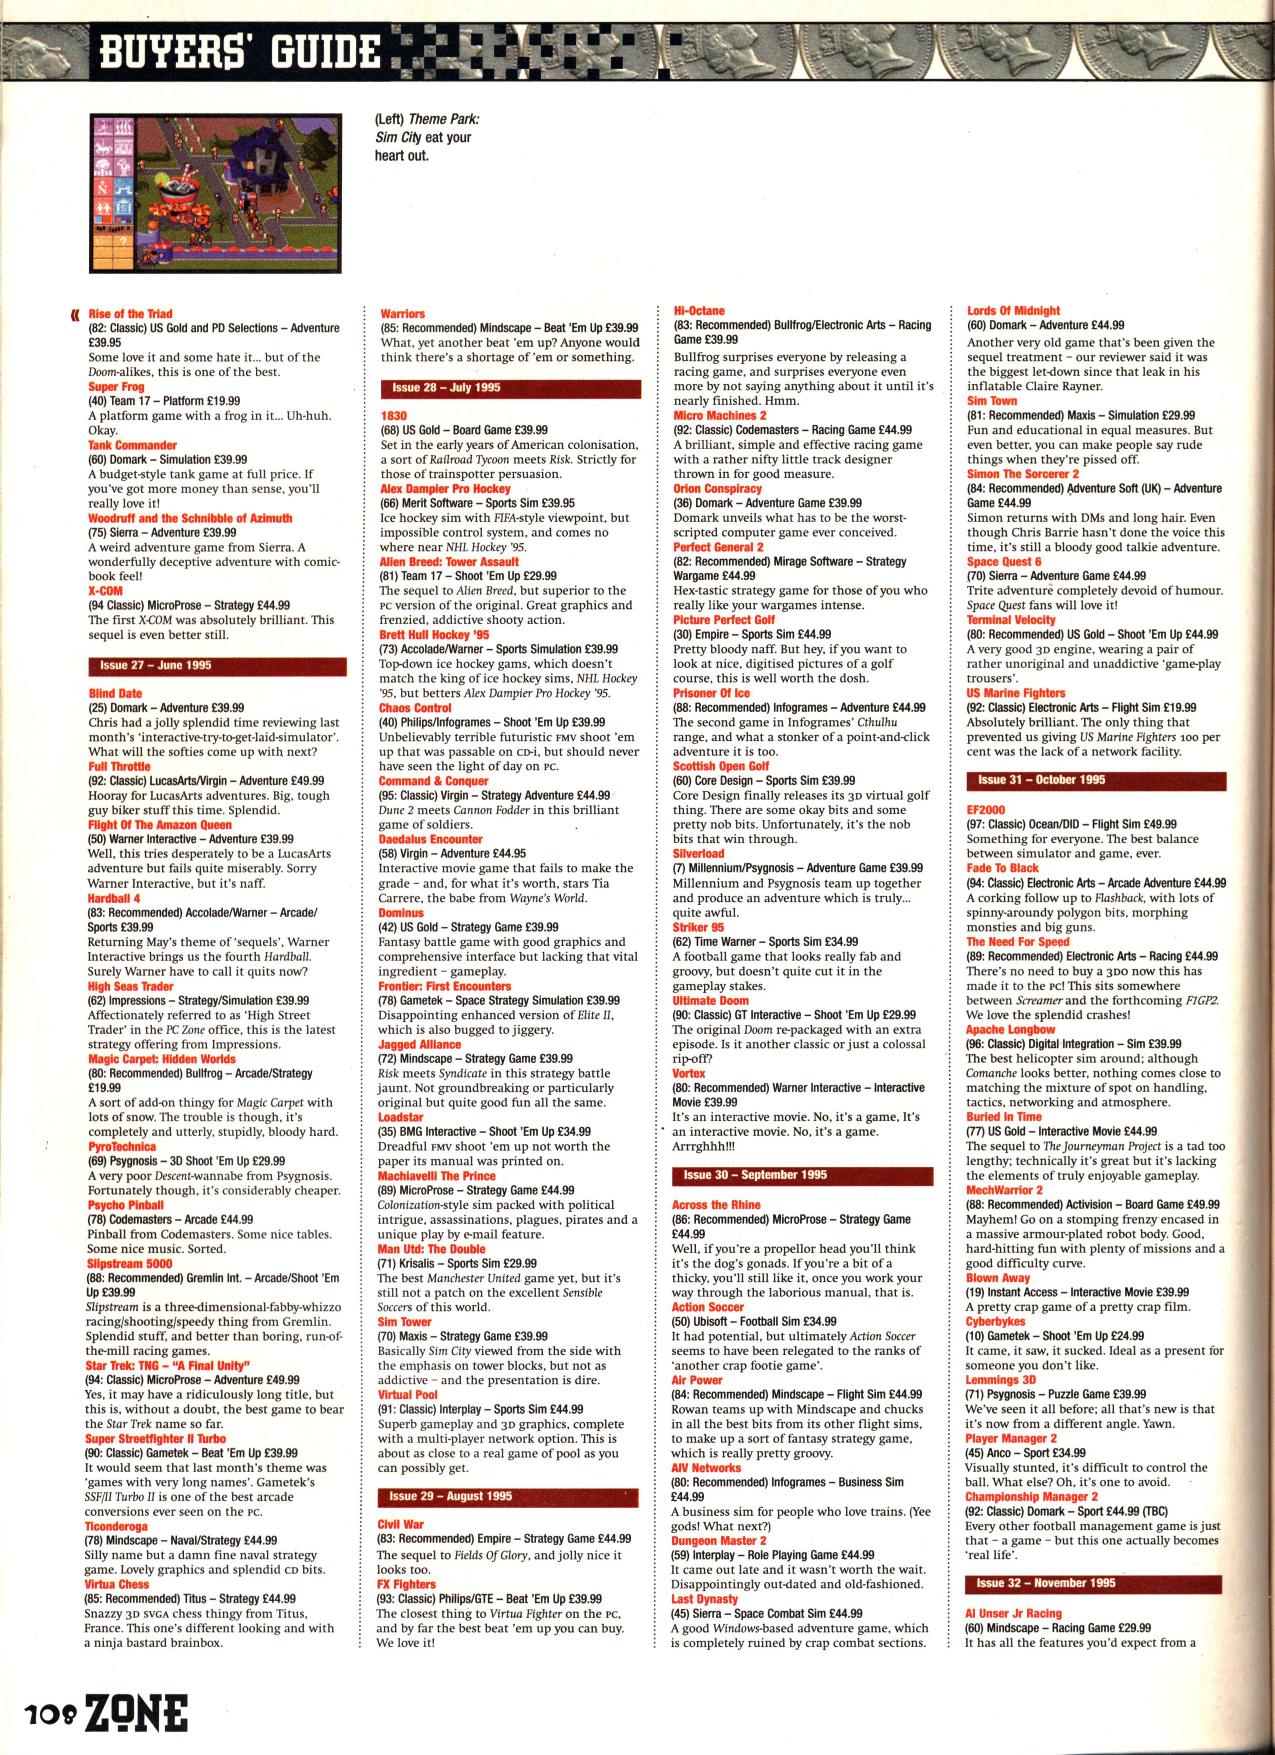 BUYERS' GUIDE
(Left) Theme Park:
Sim City eat your
heart out.
Rise of the Triad
(82: Classic) US Gold and PD Selections – Adventure
£39.95
Some love it and some hate it... but of the
Doom-alikes, this is one of the best.
Super Frog
(40) Team 17 – Platform £19.99
A platform game with a frog in it... Uh-huh.
Okay.
Tank Commander
(60) Domark – Simulation £39.99
A budget-style tank game at full price. If
you've got more money than sense, you'll
really love it!
Woodruff and the Schnibble of Azimuth
(75) Sierra – Adventure £39.99
A weird adventure game from Sierra. A
wonderfully deceptive adventure with comic-
book feel!
X-COM
(94 Classic) MicroProse – Strategy £44.99
The first X-COM was absolutely brilliant. This
sequel is even better still.
Issue 27 – June 1995
Blind Date
(25) Domark – Adventure £39.99
Chris had a jolly splendid time reviewing last
month's 'interactive-try-to-get-laid-simulator'.
What will the softies come up with next?
Full Throttle
(92: Classic) LucasArts/Virgin – Adventure £49.99
Hooray for LucasArts adventures. Big, tough
guy biker stuff this time. Splendid.
Flight Of The Amazon Queen
(50) Warner Interactive – Adventure £39.99
Well, this tries desperately to be a LucasArts
adventure but fails quite miserably. Sorry
Warner Interactive, but it's naff.
Hardball 4
(83: Recommended) Accolade/Warner – Arcade/
Sports £39.99
Returning May's theme of 'sequels', Warner
Interactive brings us the fourth Hardball.
Surely Warner have to call it quits now?
High Seas Trader
(62) Impressions – Strategy/Simulation £39.99
Affectionately referred to as 'High Street
Trader' in the PC Zone office, this is the latest
strategy offering from Impressions.
Magic Carpet: Hidden Worlds
(80: Recommended) Bullfrog – Arcade/Strategy
£19.99
A sort of add-on thingy for Magic Carpet with
lots of snow. The trouble is though, it's
completely and utterly, stupidly, bloody hard.
PyroTechnica
(69) Psygnosis – 3D Shoot 'Em Up £29.99
A very poor Descent-wannabe from Psygnosis.
Fortunately though, it's considerably cheaper.
Psycho Pinball
(78) Codemasters – Arcade £44.99
Pinball from Codemasters. Some nice tables.
Some nice music. Sorted.
Slipstream 5000
(88: Recommended) Gremlin Int. – Arcade/Shoot 'Em
Up £39.99
Slipstream is a three-dimensional-fabby-whizzo
racing/shooting/speedy thing from Gremlin.
Splendid stuff, and better than boring, run-of-
the-mill racing games.
Star Trek: TNG – "A Final Unity"
(94: Classic) MicroProse – Adventure £49.99
Yes, it may have a ridiculously long title, but
this is, without a doubt, the best game to bear
the Star Trek name so far.
Super Streetfighter II Turbo
(90: Classic) Gametek – Beat 'Em Up £39.99
It would seem that last month's theme was
'games with very long names'. Gametek's
SSF/II Turbo II is one of the best arcade
conversions ever seen on the PC.
Ticonderoga
(78) Mindscape – Naval/Strategy £44.99
Silly name but a damn fine naval strategy
game. Lovely graphics and splendid CD bits.
Virtua Chess
(85: Recommended) Titus – Strategy £44.99
Snazzy 3D SVGA chess thingy from Titus,
France. This one's different looking and with
a ninja bastard brainbox.
Warriors
(85: Recommended) Mindscape – Beat 'Em Up £39.99
What, yet another beat 'em up? Anyone would
think there's a shortage of 'em or something.
Issue 28 – July 1995
1830
(68) US Gold – Board Game £39.99
Set in the early years of American colonisation,
a sort of Railroad Tycoon meets Risk. Strictly for
those of trainspotter persuasion.
Alex Dampier Pro Hockey
(66) Merit Software – Sports Sim £39.95
Ice hockey sim with FIFA-style viewpoint, but
impossible control system, and comes no
where near NHL Hockey '95.
Allen Breed: Tower Assault
(81) Team 17 – Shoot 'Em Up £29.99
The sequel to Alien Breed, but superior to the
PC version of the original. Great graphics and
frenzied, addictive shooty action.
Brett Hull Hockey '95
(73) Accolade/Warner – Sports Simulation £39.99
Top-down ice hockey gams, which doesn't
match the king of ice hockey sims, NHL Hockey
'95, but betters Alex Dampier Pro Hockey '95.
Chaos Control
(40) Philips/Infogrames – Shoot 'Em Up £39.99
Unbelievably terrible futuristic FMV shoot 'em
up that was passable on CD-i, but should never
have seen the light of day on PC.
Command & Conquer
(95: Classic) Virgin – Strategy Adventure £44.99
Dune 2 meets Cannon Fodder in this brilliant
game of soldiers.
Daedalus Encounter
(58) Virgin – Adventure £44.95
Interactive movie game that fails to make the
grade – and, for what it's worth, stars Tia
Carrere, the babe from Wayne's World.
Dominus
(42) US Gold – Strategy Game £39.99
Fantasy battle game with good graphics and
comprehensive interface but lacking that vital
ingredient – gameplay.
Frontier: First Encounters
(78) Gametek – Space Strategy Simulation £39.99
Disappointing enhanced version of Elite II,
which is also bugged to jiggery.
Jagged Alliance
(72) Mindscape – Strategy Game £39.99
Risk meets Syndicate in this strategy battle
jaunt. Not groundbreaking or particularly
original but quite good fun all the same.
Loadstar
(35) BMG Interactive – Shoot 'Em Up £34.99
Dreadful FMV shoot 'em up not worth the
paper its manual was printed on.
Machiavelli The Prince
(89) MicroProse – Strategy Game £44.99
Colonization-style sim packed with political
intrigue, assassinations, plagues, pirates and a
unique play by e-mail feature.
Man Utd: The Double
(71) Krisalis – Sports Sim £29.99
The best Manchester United game yet, but it's
still not a patch on the excellent Sensible
Soccers of this world.
Sim Tower
(70) Maxis – Strategy Game £39.99
Basically Sim City viewed from the side with
the emphasis on tower blocks, but not as
addictive – and the presentation is dire.
Virtual Pool
(91: Classic) Interplay – Sports Sim £44.99
Superb gameplay and 3D graphics, complete
with a multi-player network option. This is
about as close to a real game of pool as you
can possibly get.
Issue 29 – August 1995
Civil War
(83: Recommended) Empire – Strategy Game £44.99
The sequel to Fields Of Glory, and jolly nice it
looks too.
FX Fighters
(93: Classic) Philips/GTE – Beat 'Em Up £39.99
The closest thing to Virtua Fighter on the PC,
and by far the best beat 'em up you can buy.
We love it!
Hi-Octane
(83: Recommended) Bullfrog/Electronic Arts – Racing
Game £39.99
Bullfrog surprises everyone by releasing a
racing game, and surprises everyone even
more by not saying anything about it until it's
nearly finished. Hmm.
Micro Machines 2
(92: Classic) Codemasters – Racing Game £44.99
A brilliant, simple and effective racing game
with a rather nifty little track designer
thrown in for good measure.
Orion Conspiracy
(36) Domark – Adventure Game £39.99
Domark unveils what has to be the worst-
scripted computer game ever conceived.
Perfect General 2
(82: Recommended) Mirage Software – Strategy
Wargame £44.99
Hex-tastic strategy game for those of you who
really like your wargames intense.
Picture Perfect Golf
(30) Empire – Sports Sim £44.99
Pretty bloody naff. But hey, if you want to
look at nice, digitised pictures of a golf
course, this is well worth the dosh.
Prisoner Of Ice
(88: Recommended) Infogrames – Adventure £44.99
The second game in Infogrames' Cthulhu
range, and what a stonker of a point-and-click
adventure it is too.
Scottish Open Golf
(60) Core Design – Sports Sim £39.99
Core Design finally releases its 3D virtual golf
thing. There are some okay bits and some
pretty nob bits. Unfortunately, it's the nob
bits that win through.
Silverload
(7) Millennium/Psygnosis – Adventure Game £39.99
Millennium and Psygnosis team up together
and produce an adventure which is truly...
quite awful.
Striker 95
(62) Time Warner – Sports Sim £34.99
A football game that looks really fab and
groovy, but doesn't quite cut it in the
gameplay stakes.
Ultimate Doom
(90: Classic) GT Interactive – Shoot 'Em Up £29.99
The original Doom re-packaged with an extra
episode. Is it another classic or just a colossal
rip-off?
Vortex
(80: Recommended) Warner Interactive – Interactive
Movie £39.99
It's an interactive movie. No, it's a game, It's
an interactive movie. No, it's a game.
Arrrghhh!!!
Issue 30 – September 1995
Across the Rhine
(86: Recommended) MicroProse – Strategy Game
£44.99
Well, if you're a propellor head you'll think
it's the dog's gonads. If you're a bit of a
thicky, you'll still like it, once you work your
way through the laborious manual, that is.
Action Soccer
(50) Ubisoft – Football Sim £34.99
It had potential, but ultimately Action Soccer
seems to have been relegated to the ranks of
'another crap footie game'.
Air Power
(84: Recommended) Mindscape – Flight Sim £44.99
Rowan teams up with Mindscape and chucks
in all the best bits from its other flight sims,
to make up a sort of fantasy strategy game,
which is really pretty groovy.
AIV Networks
(80: Recommended) Infogrames – Business Sim
£44.99
A business sim for people who love trains. (Yee
gods! What next?)
Dungeon Master 2
(59) Interplay – Role Playing Game £44.99
It came out late and it wasn't worth the wait.
Disappointingly out-dated and old-fashioned.
Last Dynasty
(45) Sierra – Space Combat Sim £44.99
A good Windows-based adventure game, which
is completely ruined by crap combat sections.
Lords Of Midnight
(60) Domark – Adventure £44.99
Another very old game that's been given the
sequel treatment – our reviewer said it was
the biggest let-down since that leak in his
inflatable Claire Rayner.
Sim Town
(81: Recommended) Maxis – Simulation £29.99
Fun and educational in equal measures. But
even better, you can make people say rude
things when they're pissed off.
Simon The Sorcerer 2
(84: Recommended) Adventure Soft (UK) – Adventure
Game £44.99
Simon returns with DMs and long hair. Even
though Chris Barrie hasn't done the voice this
time, it's still a bloody good talkie adventure.
Space Quest 6
(70) Sierra – Adventure Game £44.99
Trite adventure completely devoid of humour.
Space Quest fans will love it!
Terminal Velocity
(80: Recommended) US Gold – Shoot 'Em Up £44.99
A very good 3D engine, wearing a pair of
rather unoriginal and unaddictive 'game-play
trousers'.
US Marine Fighters
(92: Classic) Electronic Arts – Flight Sim £19.99
Absolutely brilliant. The only thing that
prevented us giving US Marine Fighters 100 per
cent was the lack of a network facility.
Issue 31 – October 1995
EF2000
(97: Classic) Ocean/DID – Flight Sim £49.99
Something for everyone. The best balance
between simulator and game, ever.
Fade To Black
(94: Classic) Electronic Arts – Arcade Adventure £44.99
A corking follow up to Flashback, with lots of
spinny-aroundy polygon bits, morphing
monsties and big guns.
The Need For Speed
(89: Recommended) Electronic Arts – Racing £44.99
There's no need to buy a 3DO now this has
made it to the PC! This sits somewhere
between Screamer and the forthcoming F1GP2.
We love the splendid crashes!
Apache Longbow
(96: Classic) Digital Integration – Sim £39.99
The best helicopter sim around; although
Comanche looks better, nothing comes close to
matching the mixture of spot on handling,
tactics, networking and atmosphere.
Buried in Time
(77) US Gold – Interactive Movie £44.99
The sequel to The Journeyman Project is a tad too
lengthy; technically it's great but it's lacking
the elements of truly enjoyable gameplay.
MechWarrior 2
(88: Recommended) Activision – Board Game £49.99
Mayhem! Go on a stomping frenzy encased in
a massive armour-plated robot body. Good,
hard-hitting fun with plenty of missions and a
good difficulty curve.
Blown Away
(19) Instant Access – Interactive Movie £39.99
A pretty crap game of a pretty crap film.
Cyberbykes
(10) Gametek – Shoot 'Em Up £24.99
It came, it saw, it sucked. Ideal as a present for
someone you don't like.
Lemmings 3D
(71) Psygnosis – Puzzle Game £39.99
We've seen it all before; all that's new is that
it's now from a different angle. Yawn.
Player Manager 2
(45) Anco – Sport £34.99
Visually stunted, it's difficult to control the
ball. What else? Oh, it's one to avoid.
Championship Manager 2
(92: Classic) Domark – Sport £44.99 (TBC)
Every other football management game is just
that – a game – but this one actually becomes
'real life'.
Issue 32 – November 1995
Al Unser Jr Racing
(60) Mindscape – Racing Game £29.99
It has all the features you'd expect from a
108 ZONE